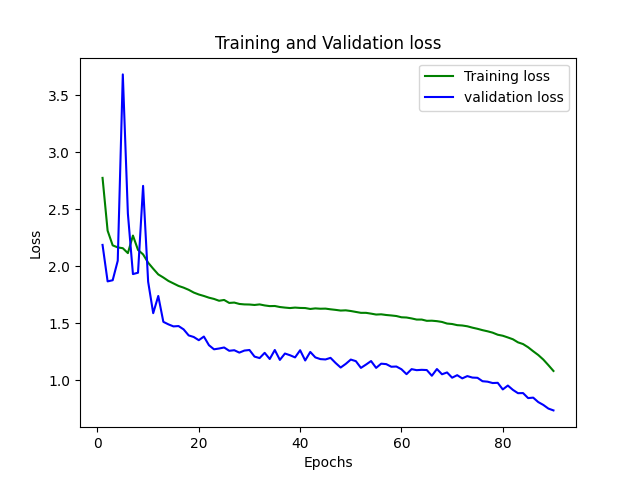 Training and Validation loss
Training loss
validation loss
Loss
3.5
3.0
2.5
2.0
1.5
1.0
0 20 40 60 80
Epochs